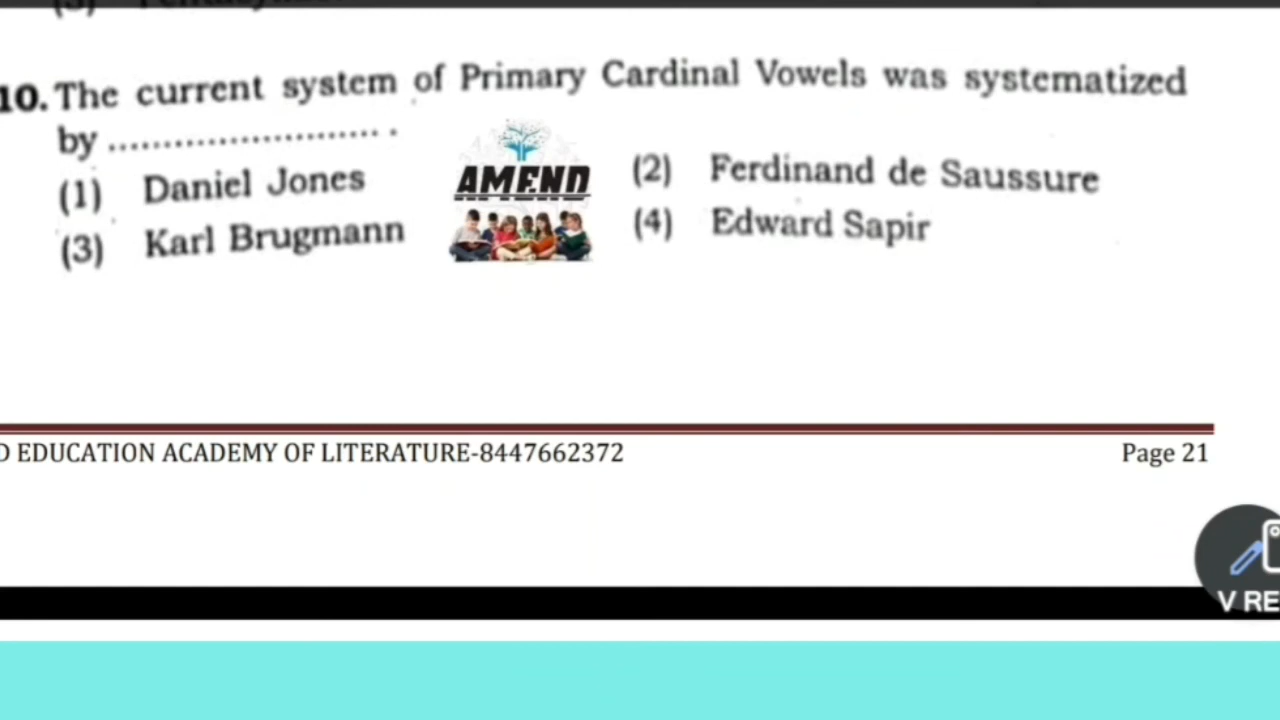 10. The current system of Primary Cardinal Vowels was systematized
by ......................... .
(1) Daniel Jones
(2) Ferdinand de Saussure
AMEND
(3) Karl Brugmann
(4) Edward Sapir
EDUCATION ACADEMY OF LITERATURE-8447662372
Page 21
V RE